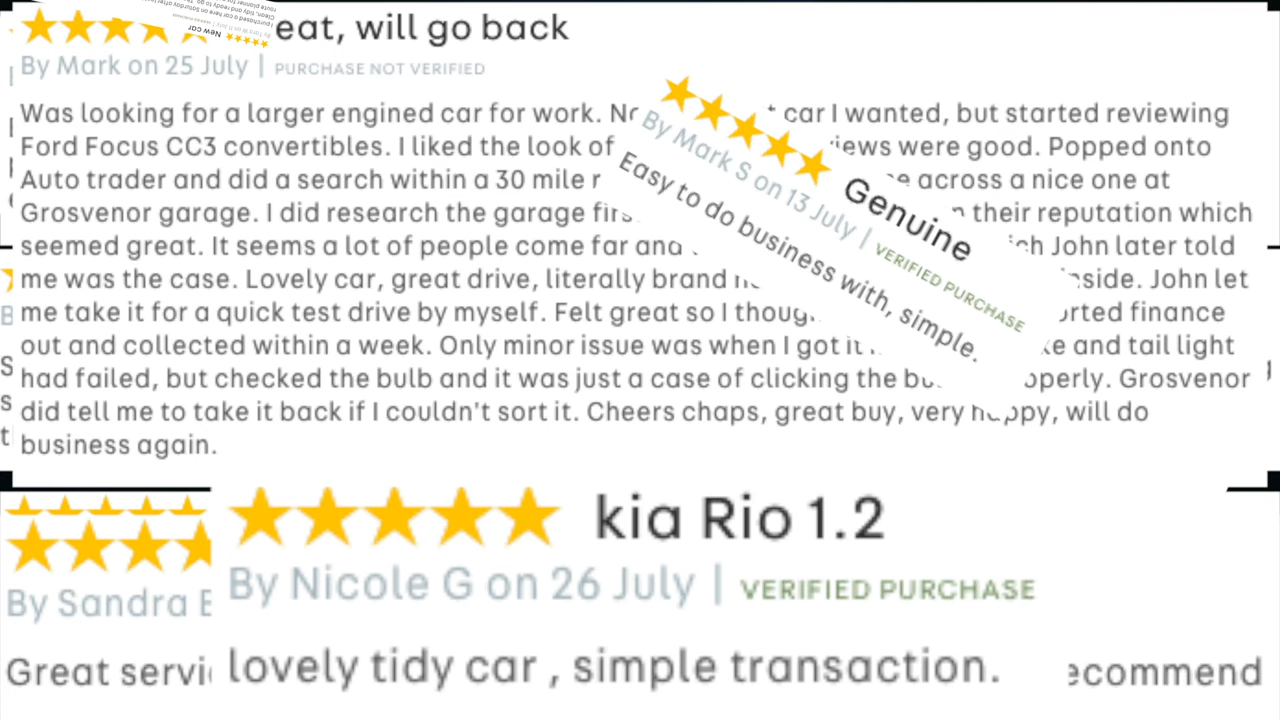 eat, will go back
By Mark on 25 July | PURCHASE NOT VERIFIED
New car
Was looking for a larger engined car for work. car I wanted, but started reviewing
Ford Focus CC3 convertibles. I liked the look of were good. Popped onto
Auto trader and did a search within a 30 mile across a nice one at
Grosvenor garage. I did research the garage their reputation which
seemed great. It seems a lot of people come far and John later told
me was the case. Lovely car, great drive, literally brand John let
me take it for a quick test drive by myself. Felt great so I finance
out and collected within a week. Only minor issue was when I got it and tail light
had failed, but checked the bulb and it was just a case of clicking the Grosvenor
did tell me to take it back if I couldn't sort it. Cheers chaps, great buy, very happy, will do
business again.
Genuine
By Mark S on 13 July | VERIFIED PURCHASE
Easy to do business with, simple.
kia Rio 1.2
By Nicole G on 26 July | VERIFIED PURCHASE
lovely tidy car , simple transaction.
By Sandra
Great ecommend